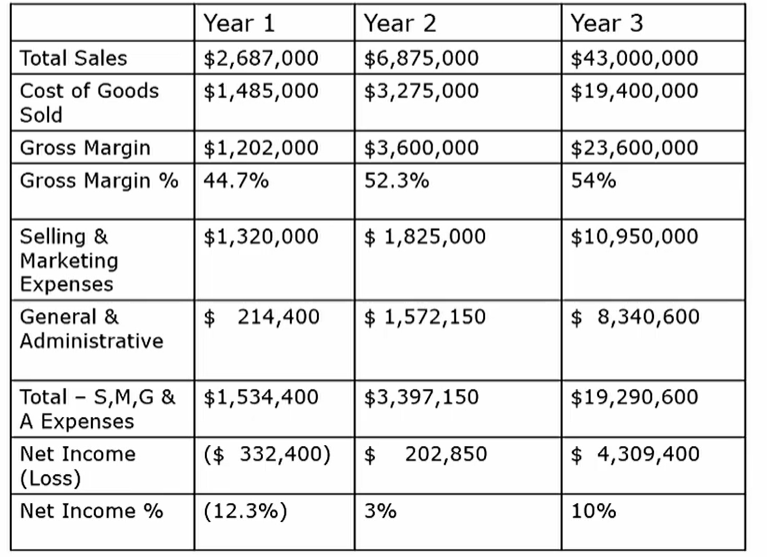 Year 1 Year 2 Year 3
Total Sales $2,687,000 $6,875,000 $43,000,000
Cost of Goods $1,485,000 $3,275,000 $19,400,000
Sold
Gross Margin $1,202,000 $3,600,000 $23,600,000
Gross Margin % 44.7% 52.3% 54%
Selling & $1,320,000 $ 1,825,000 $10,950,000
Marketing
Expenses
General & $ 214,400 $ 1,572,150 $ 8,340,600
Administrative
Total – S,M,G & $1,534,400 $3,397,150 $19,290,600
A Expenses
Net Income ($ 332,400) $ 202,850 $ 4,309,400
(Loss)
Net Income % (12.3%) 3% 10%